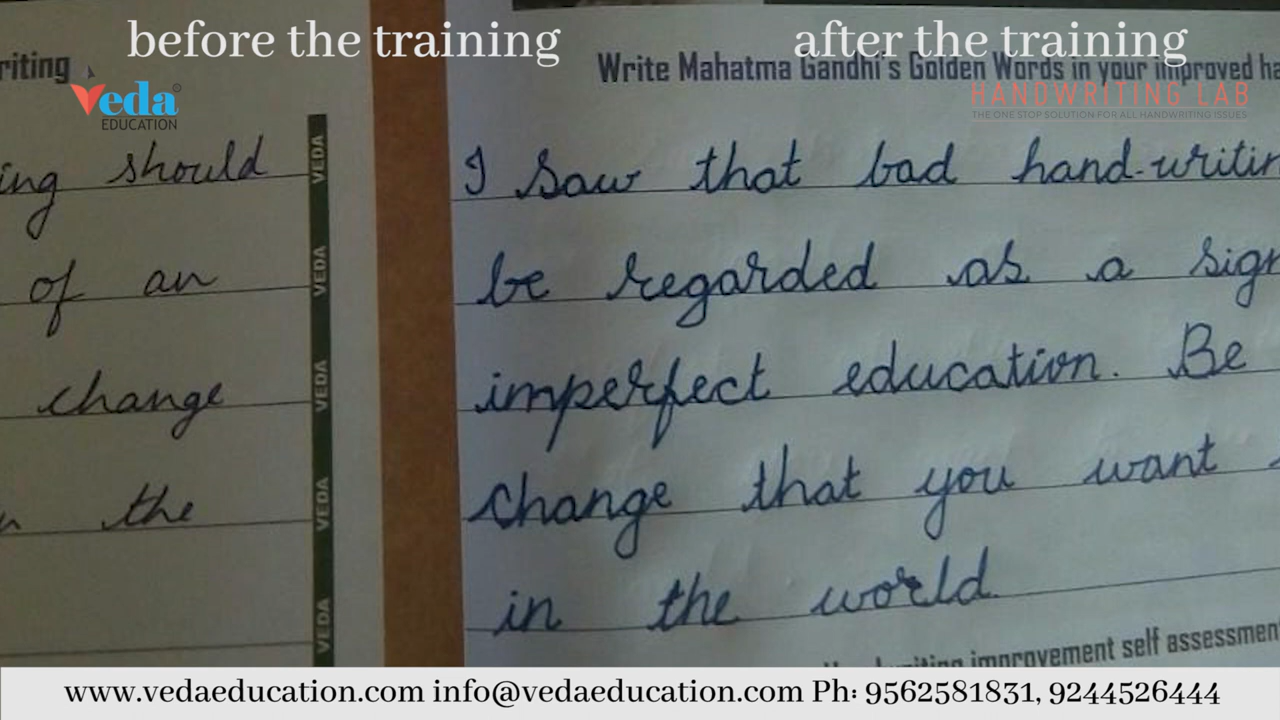 before the training
after the training
riting
Write Mahatma Gandhi's Golden Words in your improved ha
Veda
EDUCATION
HANDWRITING LAB
THE ONE STOP SOLUTION FOR ALL HANDWRITING ISSUES
ing should
of an
change
n the
VEDA
VEDA
VEDA
VEDA
VEDA
I saw that bad hand-writin
be regarded as a sign
imperfect education. Be
change that you want
in the world
writing improvement self assessmen
www.vedaeducation.com info@vedaeducation.com Ph: 9562581831, 9244526444